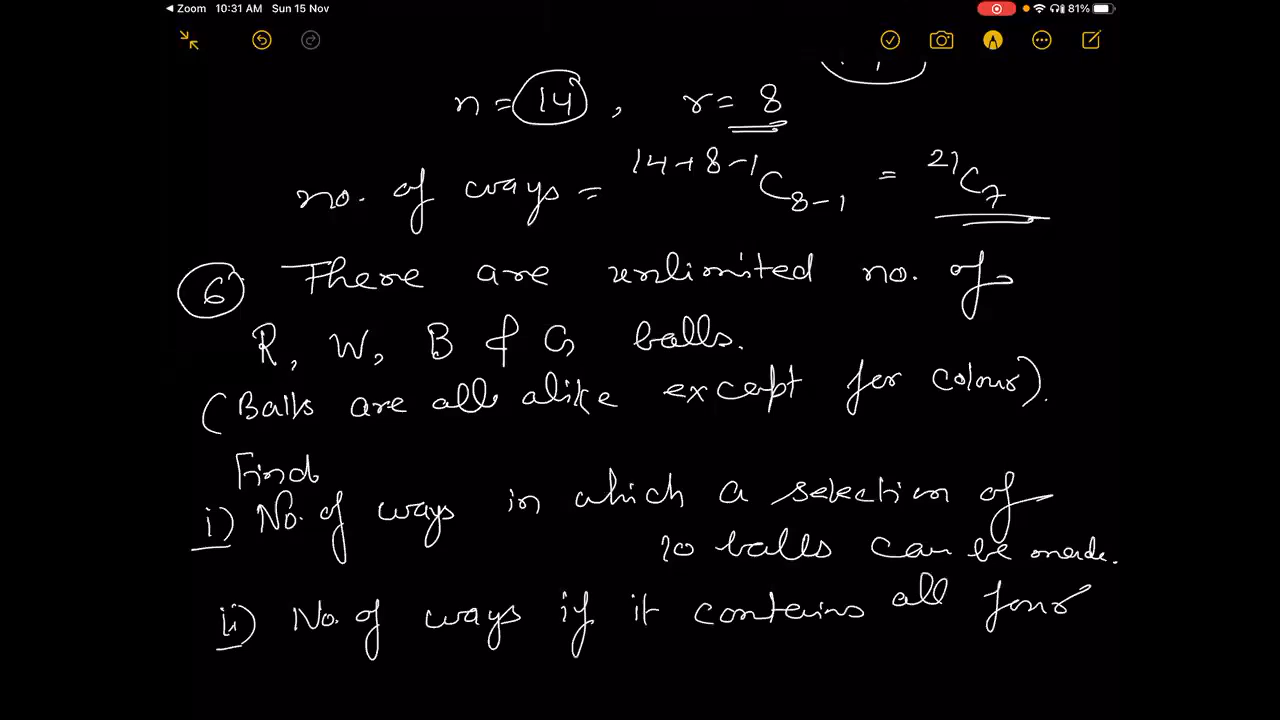 Zoom 10:31 AM Sun 15 Nov 81%
n = 14, r = 8
no. of ways = ¹⁴⁺⁸⁻¹C₈₋₁ = ²¹C₇
6 There are unlimited no. of
R, W, B & G balls.
(Balls are all alike except for colour).
Find
i) No. of ways in which a selection of
10 balls can be made.
ii) No. of ways if it contains all four